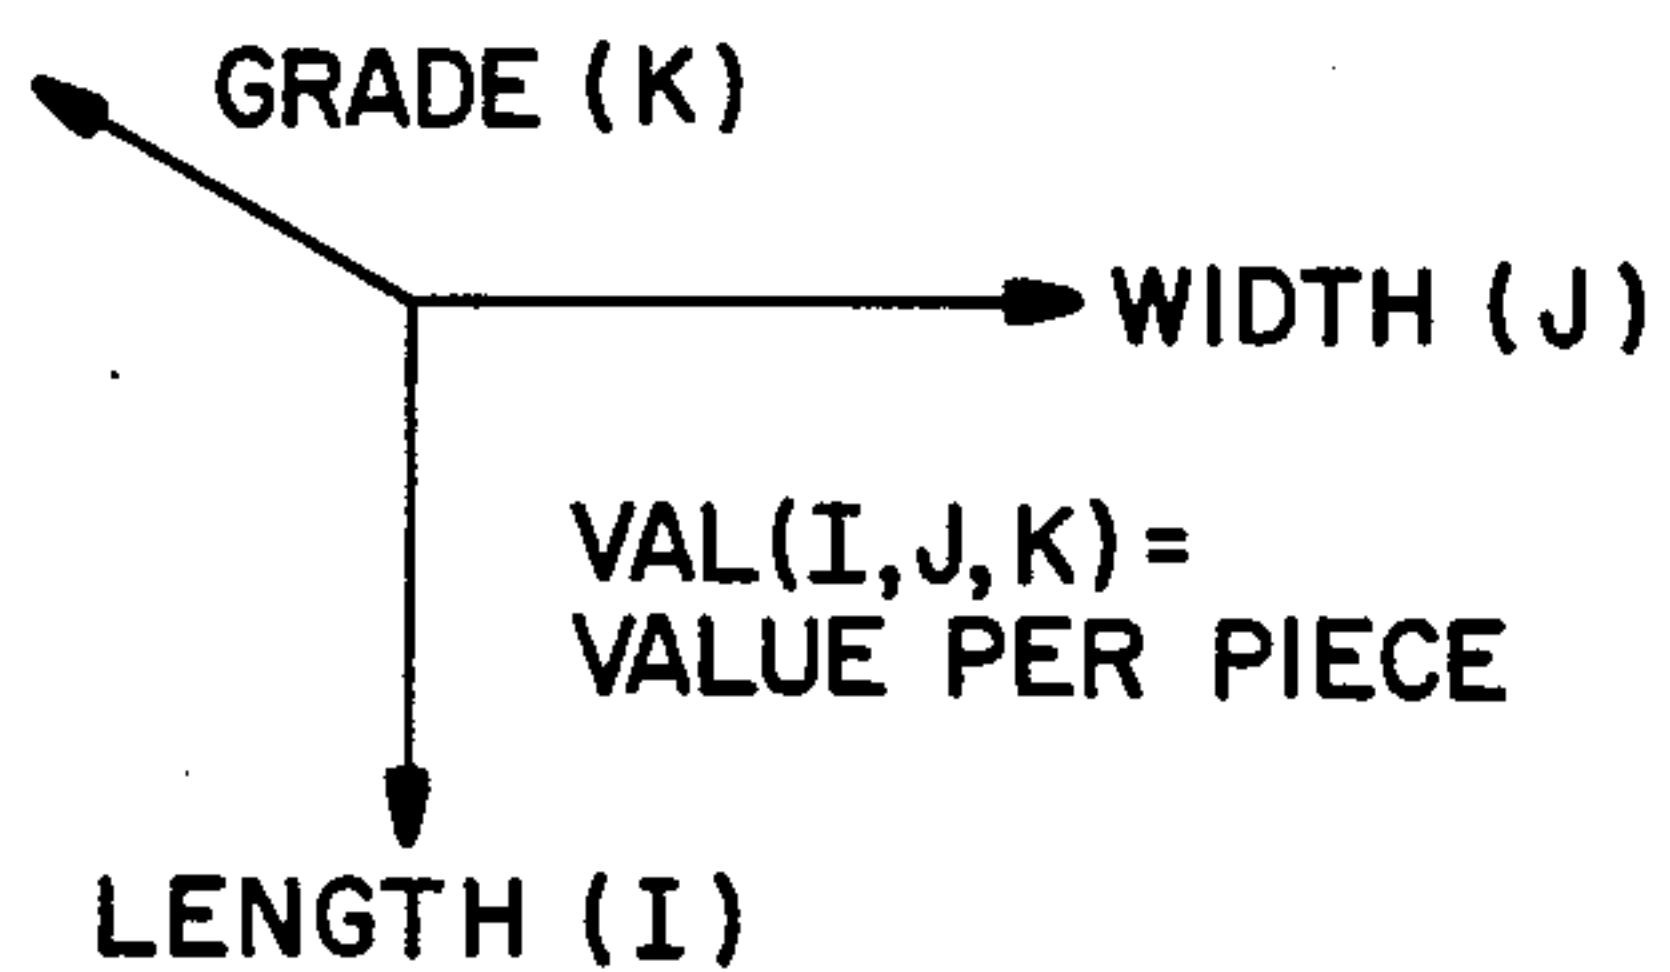 GRADE (K)
WIDTH (J)
VAL(I,J,K)=
VALUE PER PIECE
LENGTH (I)